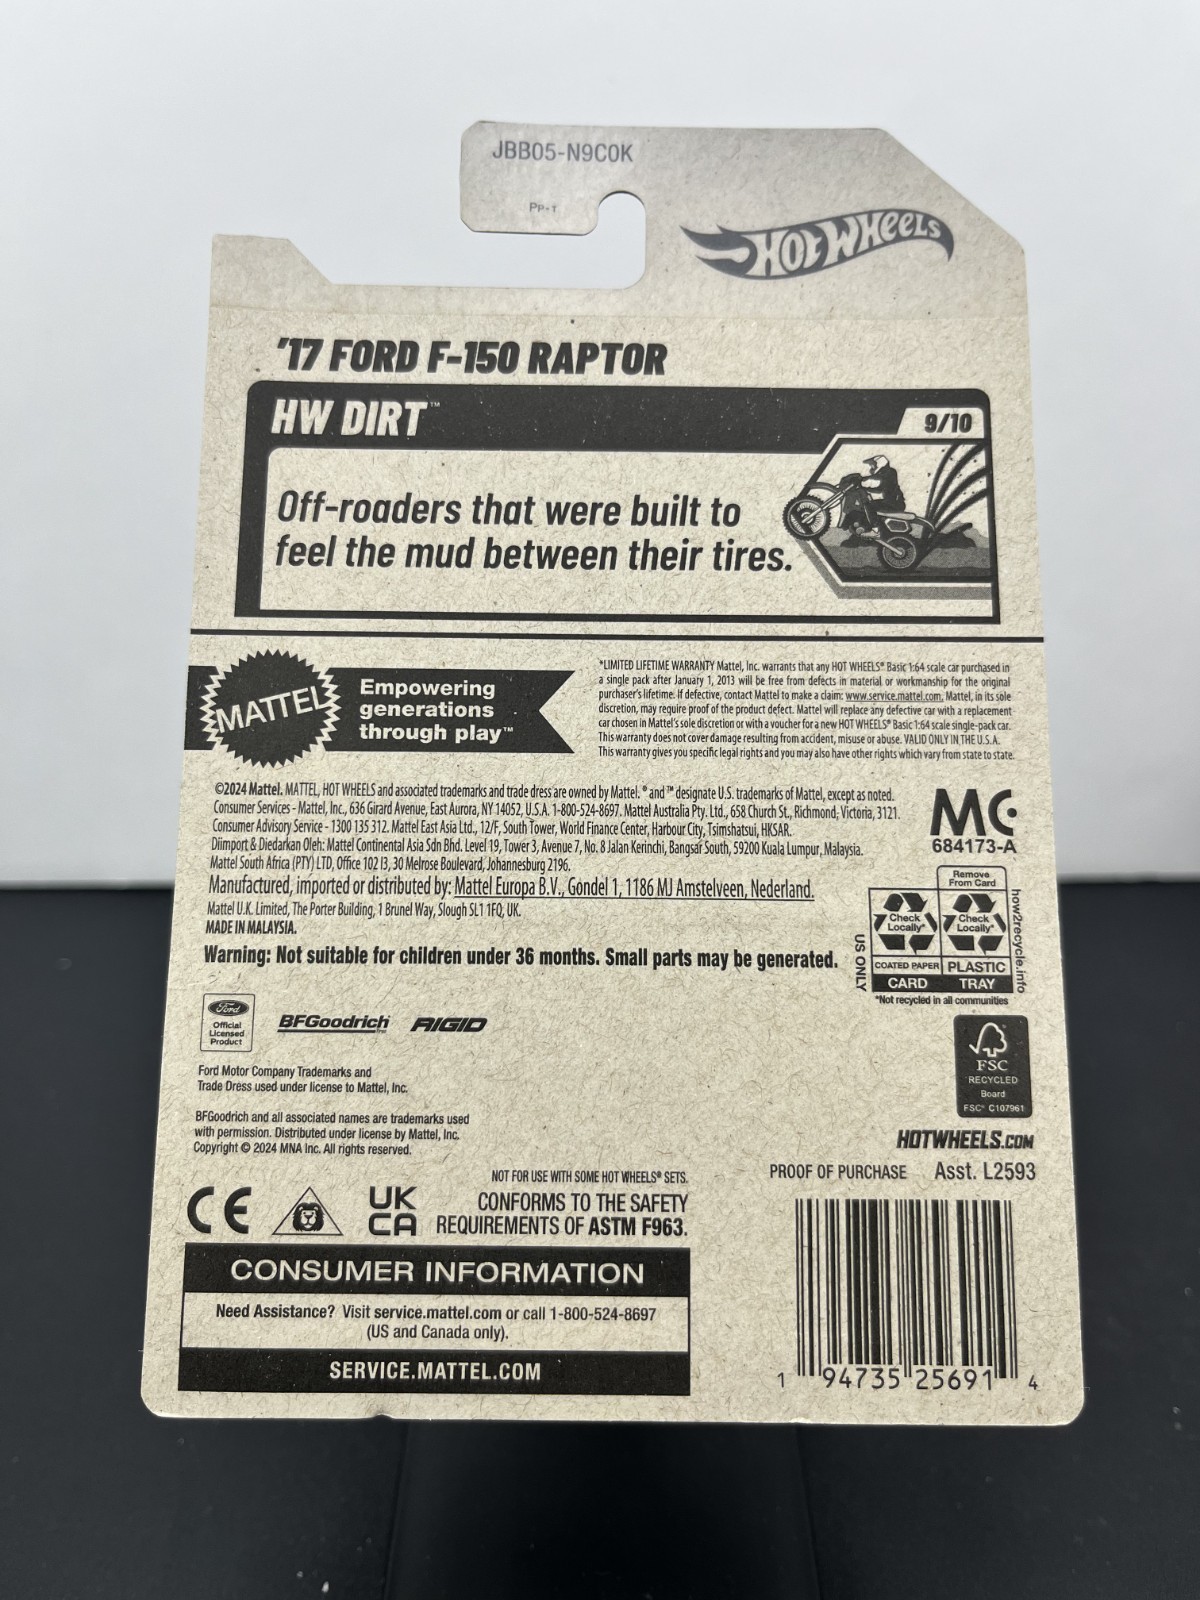 JBB05-N9C0K
PP-T
HOT WHEELS
'17 FORD F-150 RAPTOR
HW DIRT™
9/10
Off-roaders that were built to
feel the mud between their tires.
MATTEL
Empowering
generations
through play™
*LIMITED LIFETIME WARRANTY Mattel, Inc. warrants that any HOT WHEELS® Basic 1:64 scale car purchased in
a single pack after January 1, 2013 will be free from defects in material or workmanship for the original
purchaser's lifetime. If defective, contact Mattel to make a claim: www.service.mattel.com. Mattel, in its sole
discretion, may require proof of the product defect. Mattel will replace any defective car with a replacement
car chosen in Mattel's sole discretion or with a voucher for a new HOT WHEELS® Basic 1:64 scale single-pack car.
This warranty does not cover damage resulting from accident, misuse or abuse. VALID ONLY IN THE U.S.A.
This warranty gives you specific legal rights and you may also have other rights which vary from state to state.
©2024 Mattel. MATTEL, HOT WHEELS and associated trademarks and trade dress are owned by Mattel. ® and ™ designate U.S. trademarks of Mattel, except as noted.
Consumer Services - Mattel, Inc., 636 Girard Avenue, East Aurora, NY 14052, U.S.A. 1-800-524-8697. Mattel Australia Pty. Ltd., 658 Church St., Richmond, Victoria, 3121.
Consumer Advisory Service - 1300 135 312. Mattel East Asia Ltd., 12/F, South Tower, World Finance Center, Harbour City, Tsimshatsui, HKSAR.
Diimport & Diedarkan Oleh: Mattel Continental Asia Sdn Bhd. Level 19, Tower 3, Avenue 7, No. 8 Jalan Kerinchi, Bangsar South, 59200 Kuala Lumpur, Malaysia.
Mattel South Africa (PTY) LTD, Office 102 I3, 30 Melrose Boulevard, Johannesburg 2196.
Manufactured, imported or distributed by: Mattel Europa B.V., Gondel 1, 1186 MJ Amstelveen, Nederland.
Mattel U.K. Limited, The Porter Building, 1 Brunel Way, Slough SL1 1FQ, UK.
MADE IN MALAYSIA.
Warning: Not suitable for children under 36 months. Small parts may be generated.
MC
684173-A
Remove
From Card
Check
Locally*
Check
Locally*
COATED PAPER
PLASTIC
CARD
TRAY
US ONLY
how2recycle.info
*Not recycled in all communities
Ford
Official
Licensed
Product
BFGoodrich
RIGID
Ford Motor Company Trademarks and
Trade Dress used under license to Mattel, Inc.
BFGoodrich and all associated names are trademarks used
with permission. Distributed under license by Mattel, Inc.
Copyright © 2024 MNA Inc. All rights reserved.
FSC
RECYCLED
Board
FSC® C107961
HOTWHEELS.COM
PROOF OF PURCHASE Asst. L2593
NOT FOR USE WITH SOME HOT WHEELS® SETS.
CONFORMS TO THE SAFETY
REQUIREMENTS OF ASTM F963.
CE
UK
CA
CONSUMER INFORMATION
Need Assistance? Visit service.mattel.com or call 1-800-524-8697
(US and Canada only).
SERVICE.MATTEL.COM
1 94735 25691 4